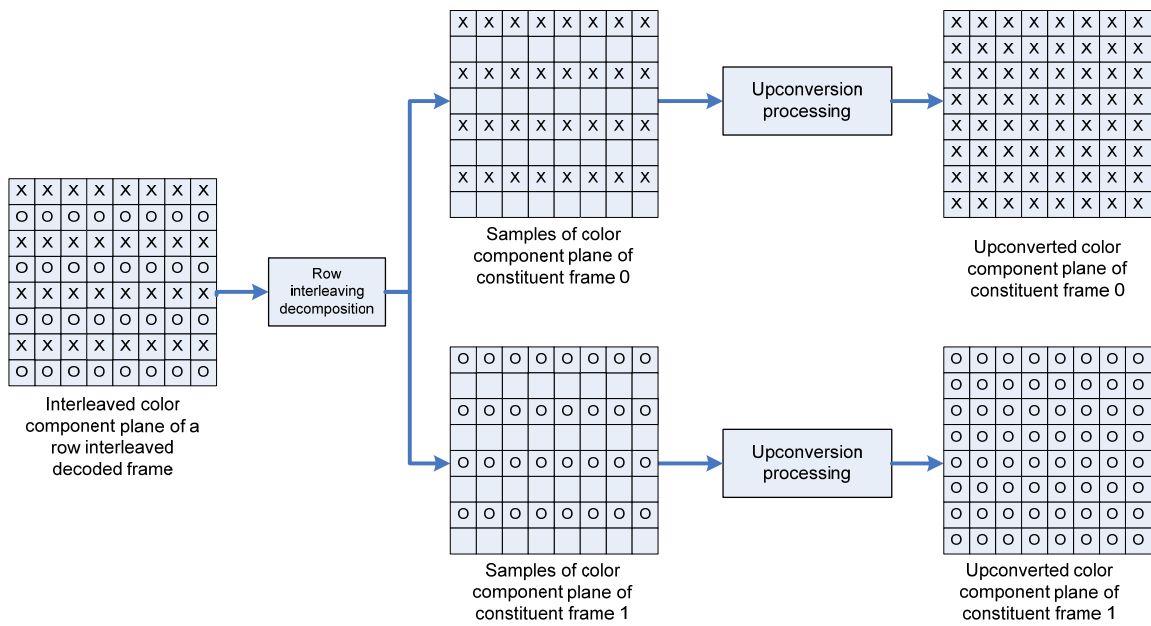 X X X X X X X X
X X X X X X X X
X X X X X X X X
X X X X X X X X
Samples of color
component plane of
constituent frame 0
Upconversion
processing
X X X X X X X X
X X X X X X X X
X X X X X X X X
X X X X X X X X
X X X X X X X X
X X X X X X X X
X X X X X X X X
X X X X X X X X
Upconverted color
component plane of
constituent frame 0
X X X X X X X X
O O O O O O O O
X X X X X X X X
O O O O O O O O
X X X X X X X X
O O O O O O O O
X X X X X X X X
O O O O O O O O
Interleaved color
component plane of a
row interleaved
decoded frame
Row
interleaving
decomposition
O O O O O O O O
O O O O O O O O
O O O O O O O O
O O O O O O O O
Samples of color
component plane of
constituent frame 1
Upconversion
processing
O O O O O O O O
O O O O O O O O
O O O O O O O O
O O O O O O O O
O O O O O O O O
O O O O O O O O
O O O O O O O O
O O O O O O O O
Upconverted color
component plane of
constituent frame 1